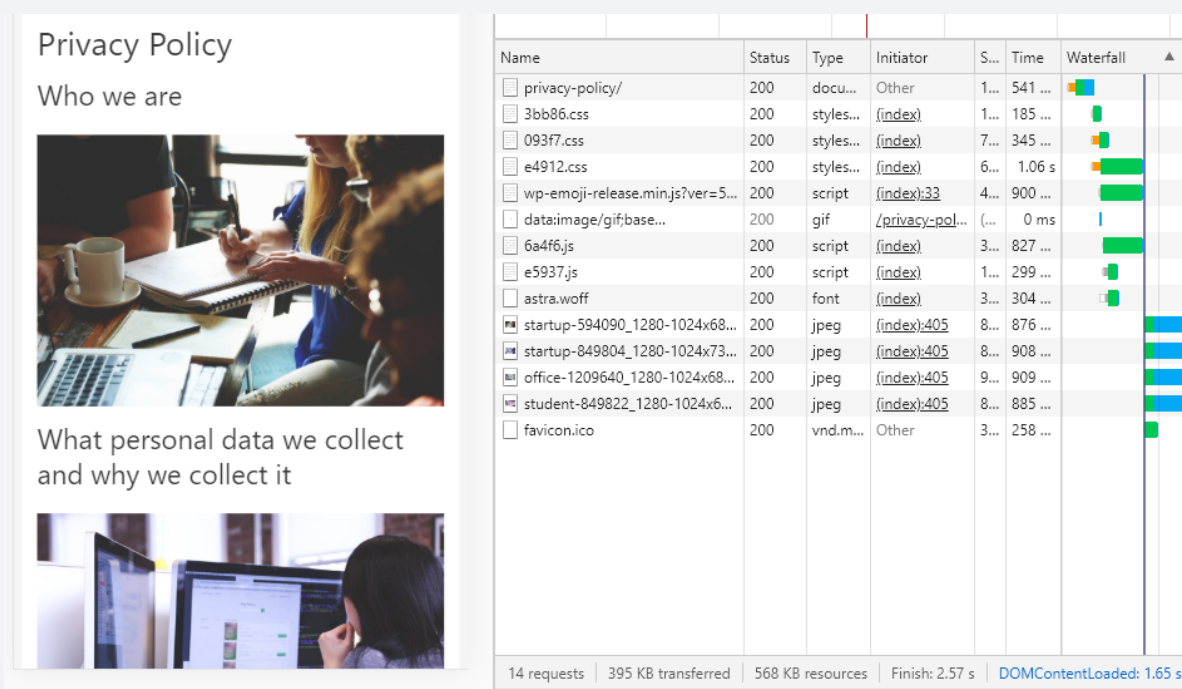 Privacy Policy
Who we are
What personal data we collect
and why we collect it
Name Status Type Initiator S... Time Waterfall
privacy-policy/ 200 docu... Other 1... 541 ...
3bb86.css 200 styles... (index) 1... 185 ...
093f7.css 200 styles... (index) 7... 345 ...
e4912.css 200 styles... (index) 6... 1.06 s
wp-emoji-release.min.js?ver=5... 200 script (index):33 4... 900 ...
data:image/gif;base... 200 gif /privacy-pol... (... 0 ms
6a4f6.js 200 script (index) 3... 827 ...
e5937.js 200 script (index) 1... 299 ...
astra.woff 200 font (index) 3... 304 ...
startup-594090_1280-1024x68... 200 jpeg (index):405 8... 876 ...
startup-849804_1280-1024x73... 200 jpeg (index):405 8... 908 ...
office-1209640_1280-1024x68... 200 jpeg (index):405 9... 909 ...
student-849822_1280-1024x6... 200 jpeg (index):405 8... 885 ...
favicon.ico 200 vnd.m... Other 3... 258 ...
14 requests 395 KB transferred 568 KB resources Finish: 2.57 s DOMContentLoaded: 1.65 s